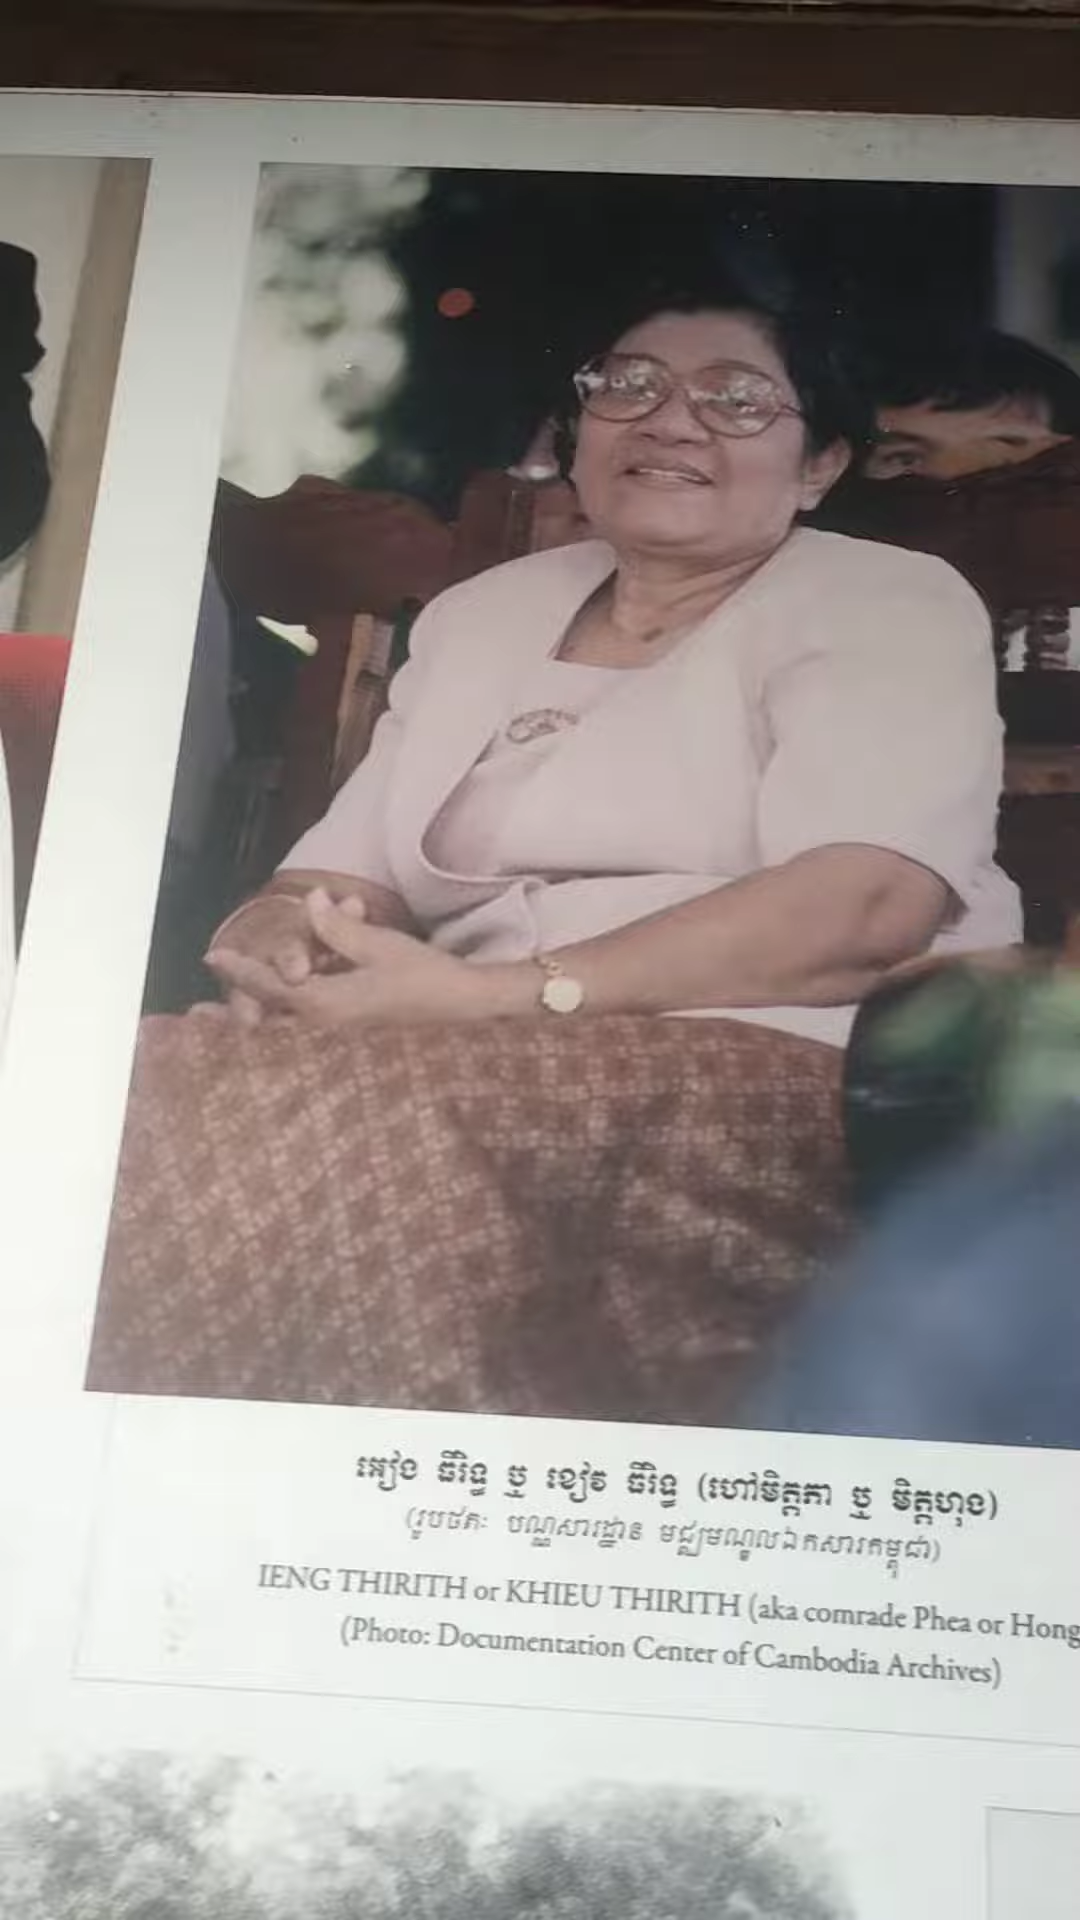 អៀង ធីរិទ្ធ ឬ ខៀវ ធីរិទ្ធ (ហៅមិត្តភា ឬ មិត្តហុង)
(រូបថត: បណ្ណសារដ្ឋាន មជ្ឈមណ្ឌលឯកសារកម្ពុជា)
IENG THIRITH or KHIEU THIRITH (aka comrade Phea or Hong
(Photo: Documentation Center of Cambodia Archives)